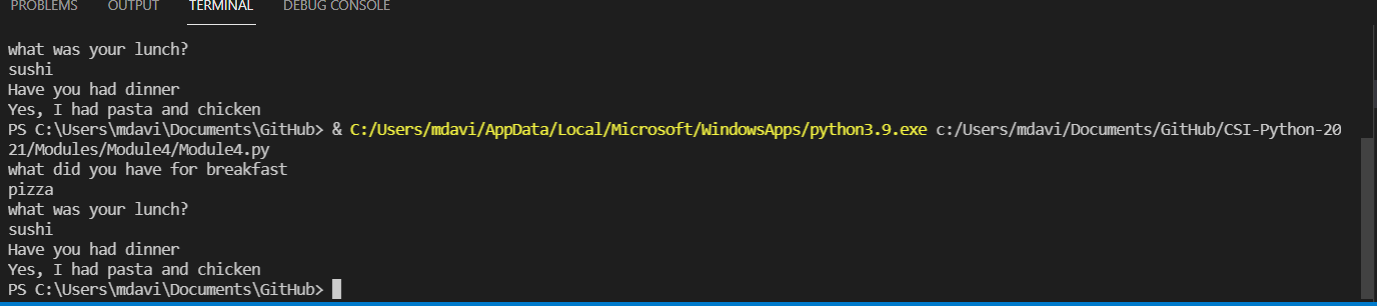 PROBLEMS OUTPUT TERMINAL DEBUG CONSOLE
what was your lunch?
sushi
Have you had dinner
Yes, I had pasta and chicken
PS C:\Users\mdavi\Documents\GitHub> & C:/Users/mdavi/AppData/Local/Microsoft/WindowsApps/python3.9.exe c:/Users/mdavi/Documents/GitHub/CSI-Python-20
21/Modules/Module4/Module4.py
what did you have for breakfast
pizza
what was your lunch?
sushi
Have you had dinner
Yes, I had pasta and chicken
PS C:\Users\mdavi\Documents\GitHub>